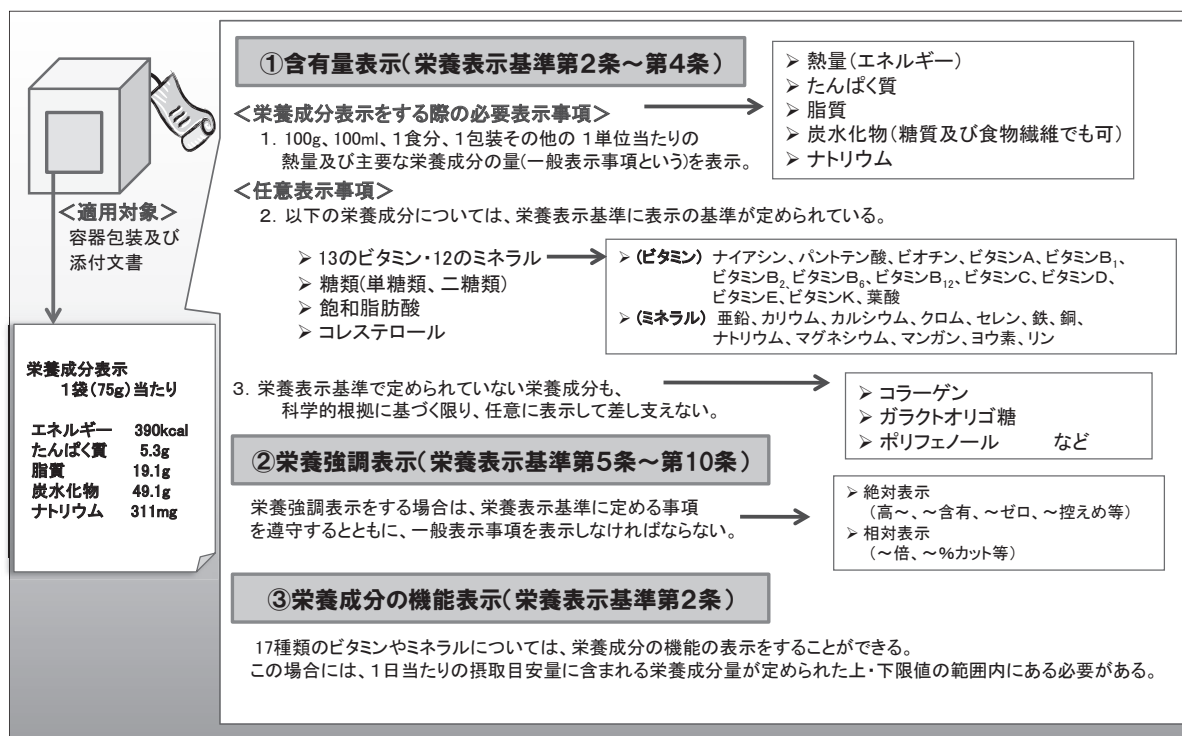 ①含有量表示(栄養表示基準第2条～第4条)
＜栄養成分表示をする際の必要表示事項＞
1．100g、100ml、1食分、1包装その他の 1単位当たりの
熱量及び主要な栄養成分の量(一般表示事項という)を表示。
➢ 熱量(エネルギー)
➢ たんぱく質
➢ 脂質
➢ 炭水化物(糖質及び食物繊維でも可)
➢ ナトリウム
＜任意表示事項＞
2．以下の栄養成分については、栄養表示基準に表示の基準が定められている。
➢ 13のビタミン・12のミネラル
➢ 糖類(単糖類、二糖類)
➢ 飽和脂肪酸
➢ コレステロール
➢ (ビタミン) ナイアシン、パントテン酸、ビオチン、ビタミンA、ビタミンB₁、
ビタミンB₂、ビタミンB₆、ビタミンB₁₂、ビタミンC、ビタミンD、
ビタミンE、ビタミンK、葉酸
➢ (ミネラル) 亜鉛、カリウム、カルシウム、クロム、セレン、鉄、銅、
ナトリウム、マグネシウム、マンガン、ヨウ素、リン
3．栄養表示基準で定められていない栄養成分も、
科学的根拠に基づく限り、任意に表示して差し支えない。
➢ コラーゲン
➢ ガラクトオリゴ糖
➢ ポリフェノール など
②栄養強調表示(栄養表示基準第5条～第10条)
栄養強調表示をする場合は、栄養表示基準に定める事項
を遵守するとともに、一般表示事項を表示しなければならない。
➢ 絶対表示
(高～、～含有、～ゼロ、～控えめ等)
➢ 相対表示
(～倍、～%カット等)
③栄養成分の機能表示(栄養表示基準第2条)
17種類のビタミンやミネラルについては、栄養成分の機能の表示をすることができる。
この場合には、1日当たりの摂取目安量に含まれる栄養成分量が定められた上・下限値の範囲内にある必要がある。
＜適用対象＞
容器包装及び
添付文書
栄養成分表示
1袋(75g)当たり
エネルギー 390kcal
たんぱく質 5.3g
脂質 19.1g
炭水化物 49.1g
ナトリウム 311mg